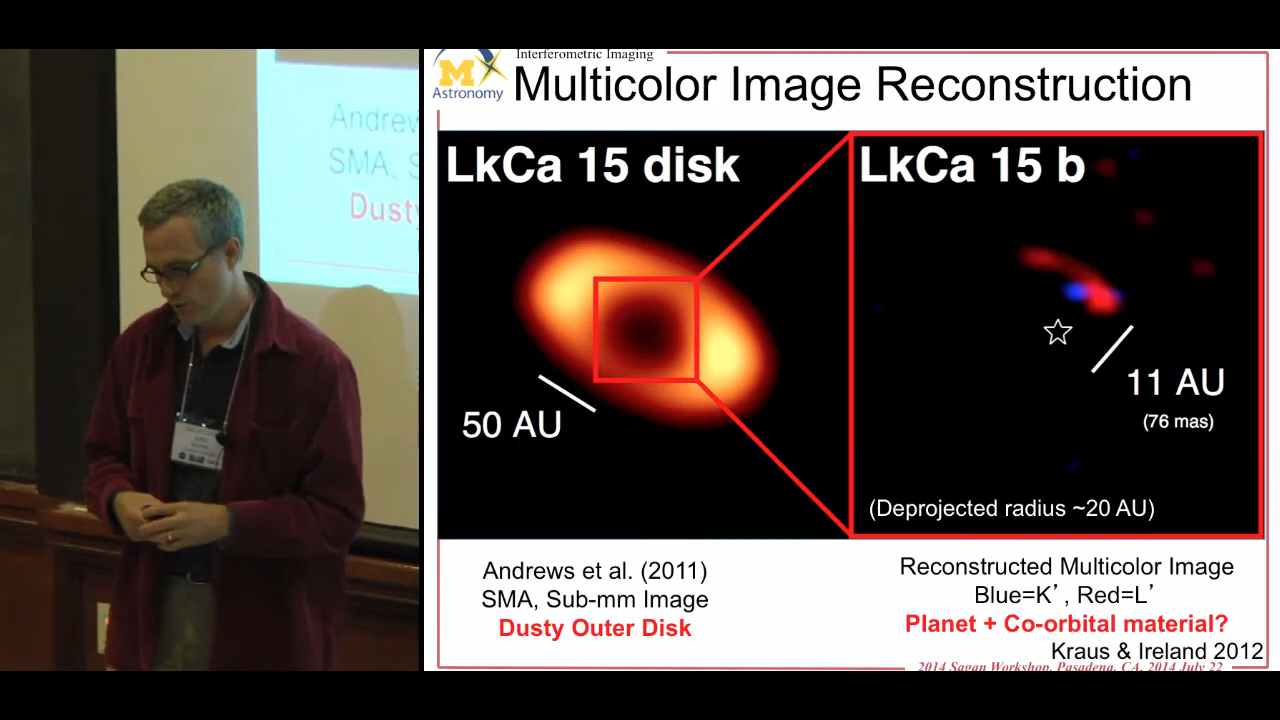 Andrew
SMA, S
Dusty
Interferometric Imaging
M
Astronomy
Multicolor Image Reconstruction
LkCa 15 disk
50 AU
LkCa 15 b
11 AU
(76 mas)
(Deprojected radius ~20 AU)
Andrews et al. (2011)
SMA, Sub-mm Image
Dusty Outer Disk
Reconstructed Multicolor Image
Blue=K’, Red=L’
Planet + Co-orbital material?
Kraus & Ireland 2012
2014 Sagan Workshop, Pasadena, CA, 2014 July 22